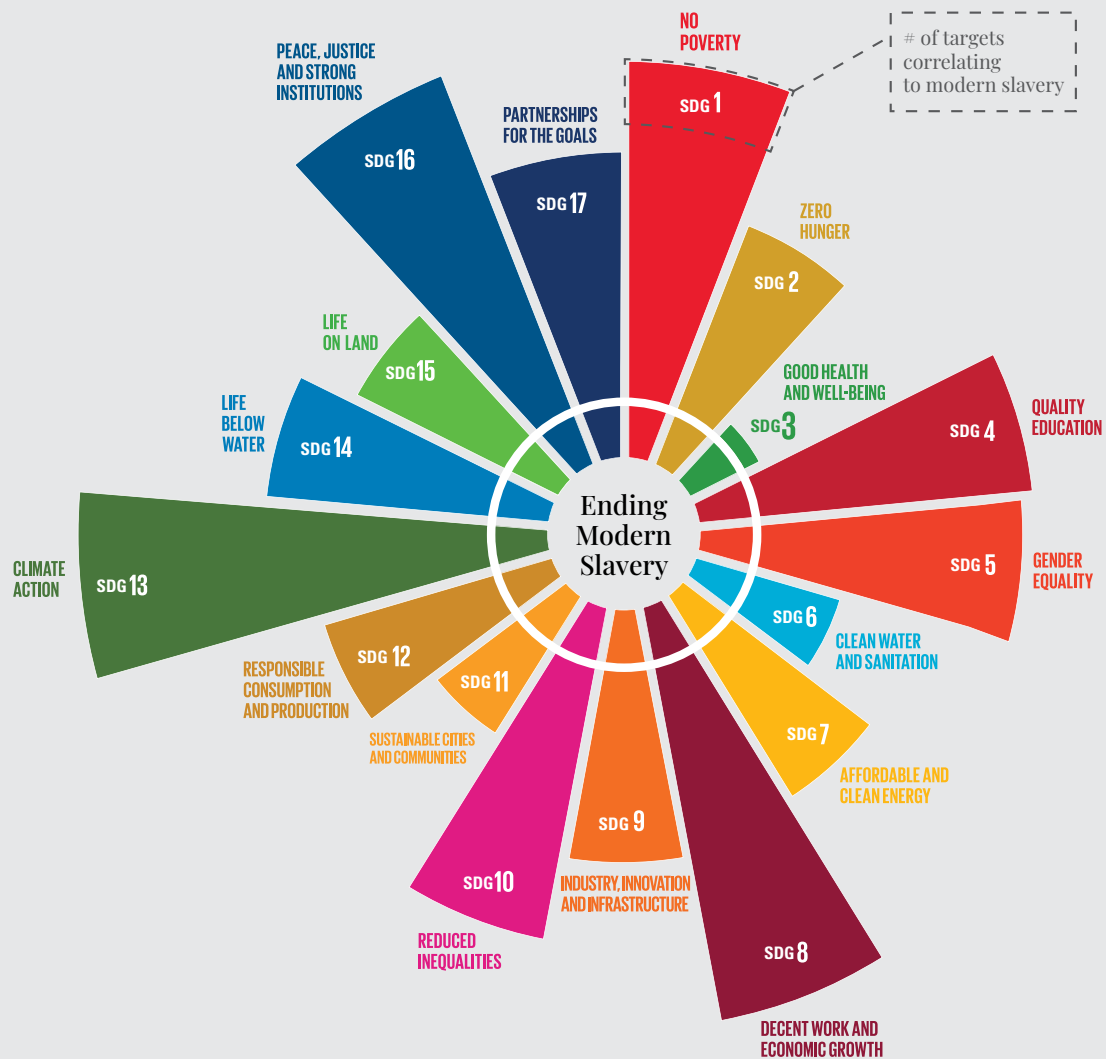 NO
POVERTY
SDG 1
# of targets
correlating
to modern slavery
ZERO
HUNGER
SDG 2
GOOD HEALTH
AND WELL-BEING
SDG 3
QUALITY
EDUCATION
SDG 4
GENDER
EQUALITY
SDG 5
SDG 6
CLEAN WATER
AND SANITATION
SDG 7
AFFORDABLE AND
CLEAN ENERGY
SDG 8
DECENT WORK AND
ECONOMIC GROWTH
SDG 9
INDUSTRY, INNOVATION
AND INFRASTRUCTURE
SDG 10
REDUCED
INEQUALITIES
SDG 11
SUSTAINABLE CITIES
AND COMMUNITIES
SDG 12
RESPONSIBLE
CONSUMPTION
AND PRODUCTION
SDG 13
CLIMATE
ACTION
SDG 14
LIFE
BELOW
WATER
SDG 15
LIFE
ON LAND
PEACE, JUSTICE
AND STRONG
INSTITUTIONS
SDG 16
PARTNERSHIPS
FOR THE GOALS
SDG 17
Ending
Modern
Slavery